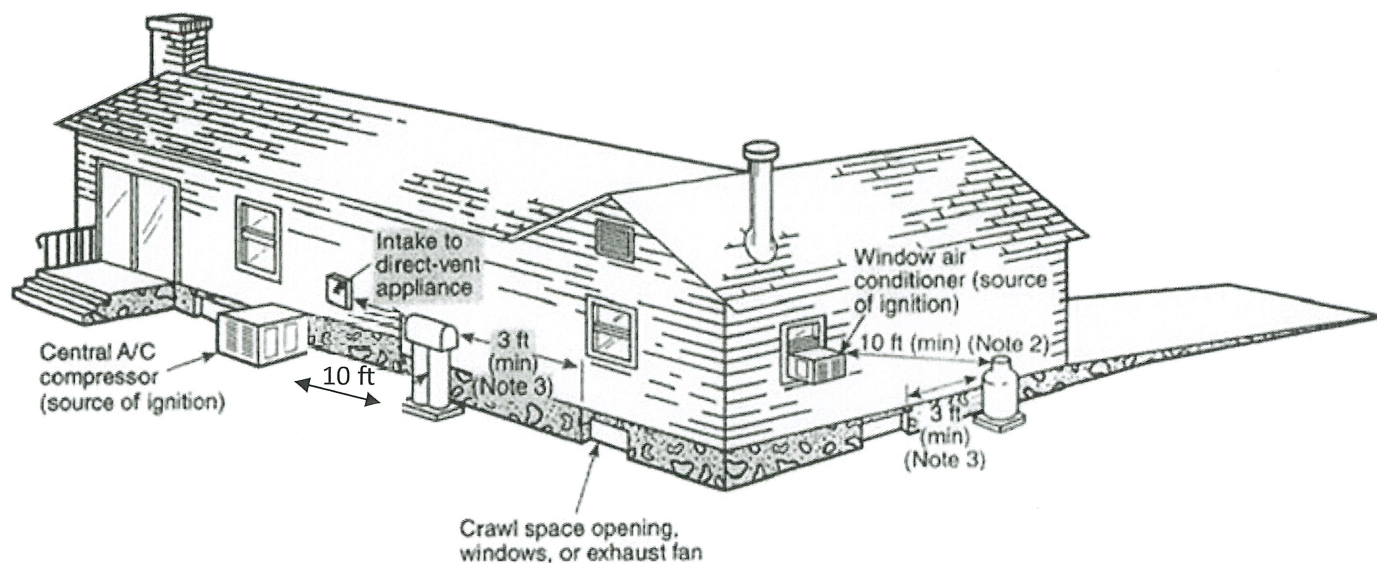 Intake to
direct-vent
appliance
Window air
conditioner (source
of ignition)
3 ft
(min)
(Note 3)
10 ft (min) (Note 2)
Central A/C
compressor
(source of ignition)
10 ft
3 ft
(min)
(Note 3)
Crawl space opening,
windows, or exhaust fan